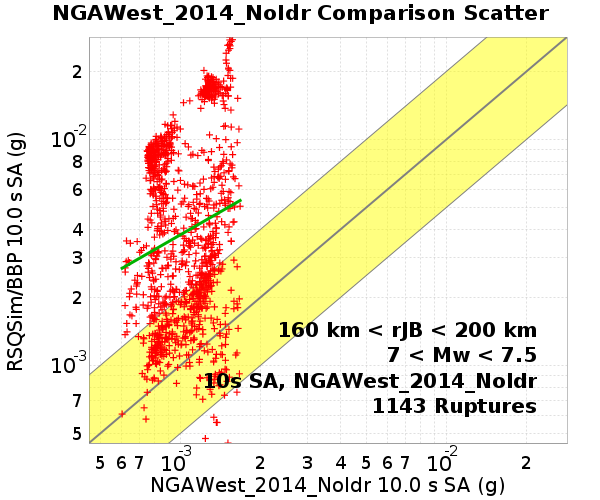 NGAWest_2014_NoIdr Comparison Scatter
RSQSim/BBP 10.0 s SA (g)
2
10⁻²
8
6
4
3
2
10⁻³
7
5
160 km < rJB < 200 km
7 < Mw < 7.5
10s SA, NGAWest_2014_NoIdr
1143 Ruptures
5 6 7 10⁻³ 2 3 4 5 6 7 10⁻² 2
NGAWest_2014_NoIdr 10.0 s SA (g)